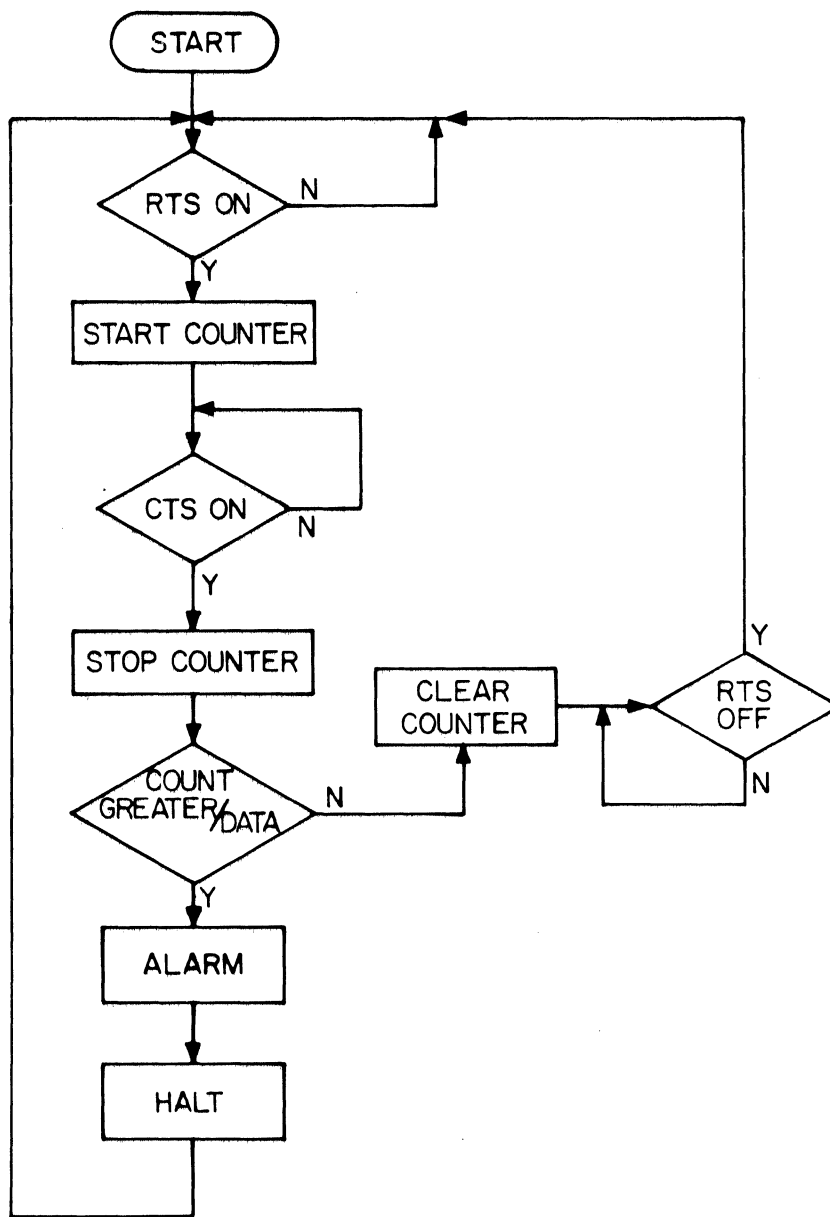 START
RTS ON
N
Y
START COUNTER
CTS ON
N
Y
STOP COUNTER
COUNT
GREATER/DATA
N
Y
CLEAR
COUNTER
Y
RTS
OFF
N
ALARM
HALT